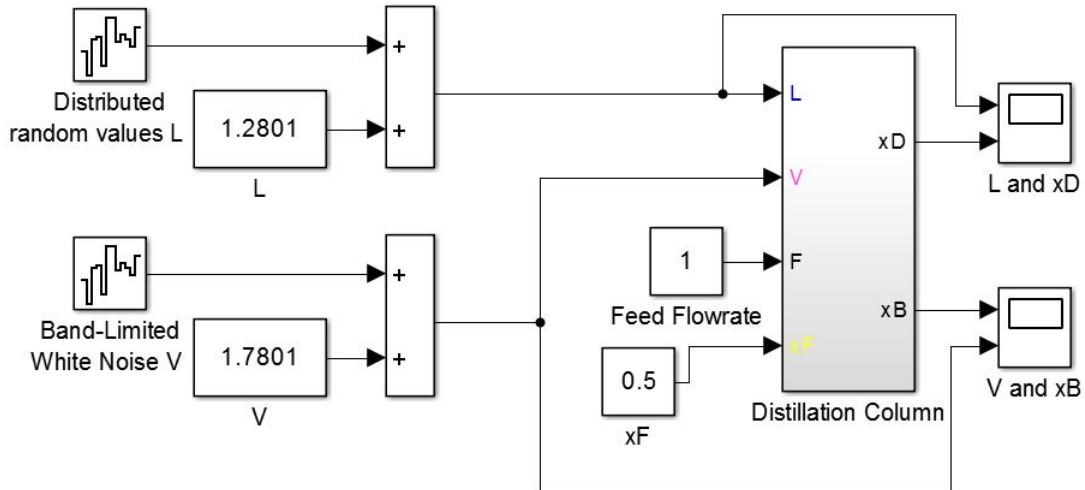 +
Distributed
random values L
1.2801
+
L
+
Band-Limited
White Noise V
1.7801
+
V
L
V
F
xF
xD
xB
1
Feed Flowrate
0.5
xF
Distillation Column
L and xD
V and xB